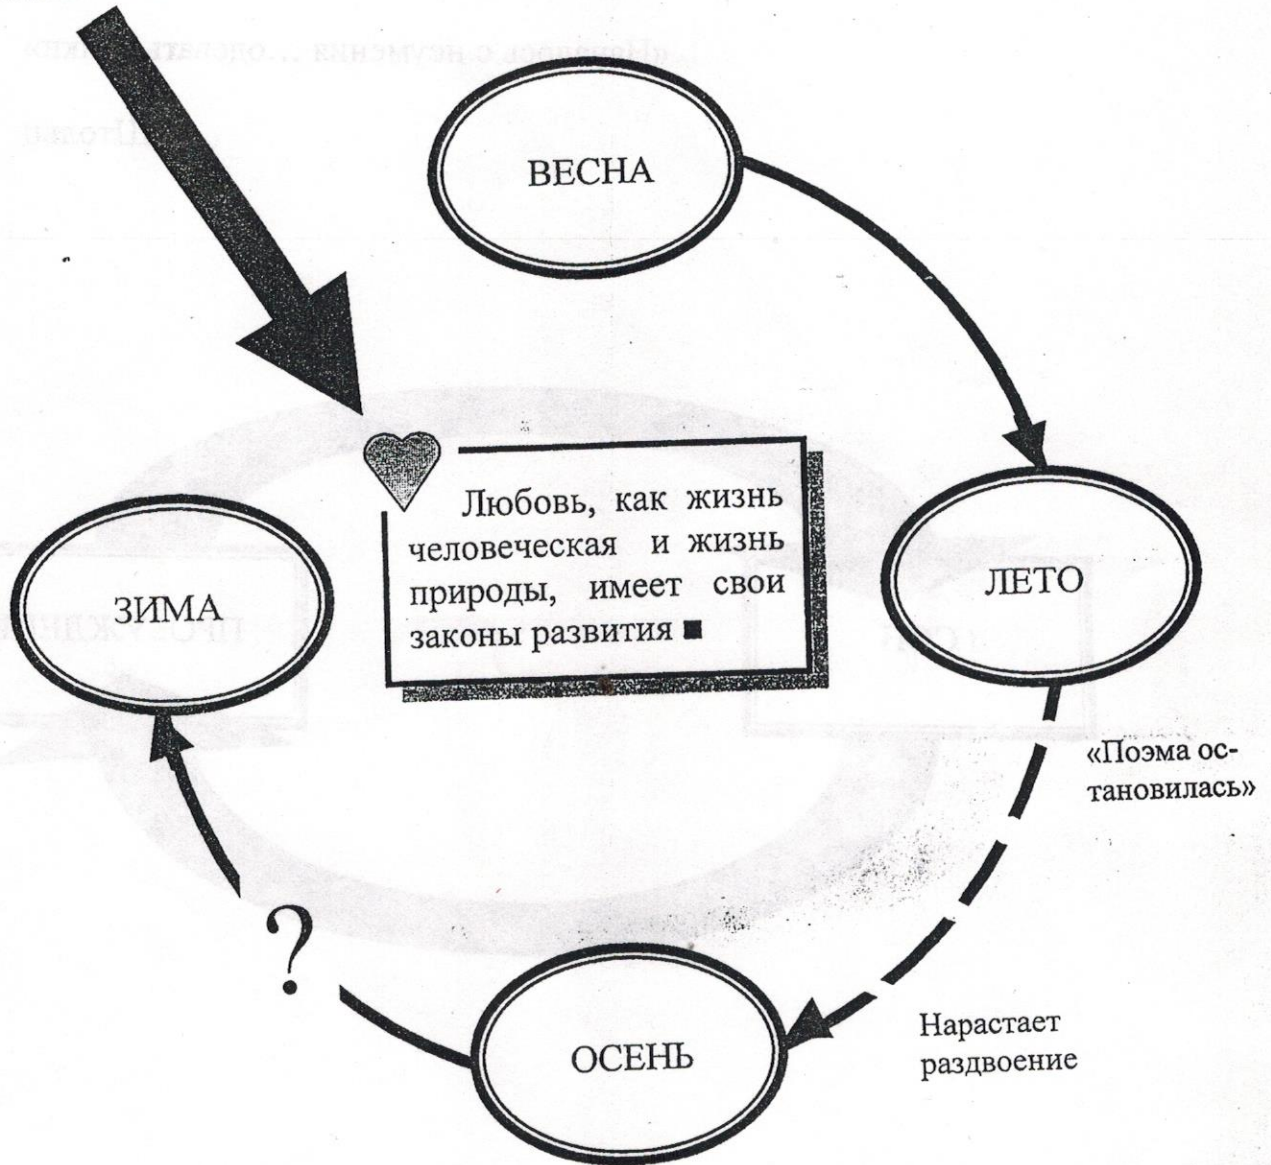 ВЕСНА
Любовь, как жизнь
человеческая и жизнь
природы, имеет свои
законы развития ■
ЗИМА
ЛЕТО
«Поэма ос-
тановилась»
?
Нарастает
раздвоение
ОСЕНЬ